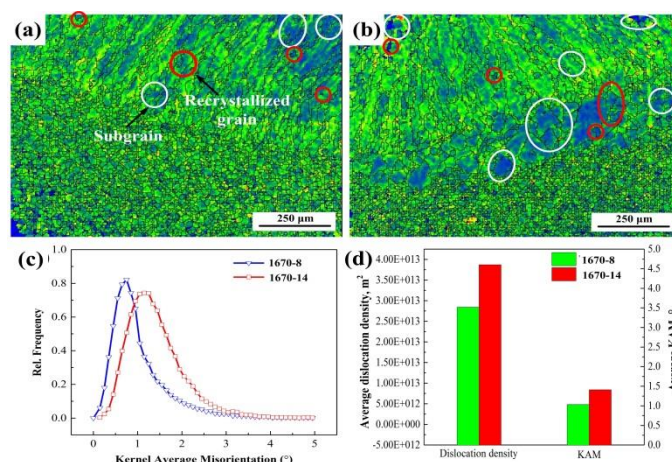 (a)
Recrystallized
grain
Subgrain
250 μm
(b)
250 μm
(c)
1670-8
1670-14
Rel. Frequency
0.8
0.6
0.4
0.2
0.0
0 1 2 3 4 5
Kernel Average Misorientation (°)
(d)
1670-8
1670-14
Average dislocation density, m²
4.00E+013
3.50E+013
3.00E+013
2.50E+013
2.00E+013
1.50E+013
1.00E+013
5.00E+013
0.00+000
5.00E+012
Dislocation density KAM
5.0
4.5
4.0
3.5
3.0
2.5
2.0
1.5
1.0
0.5
0.0
KAM, °